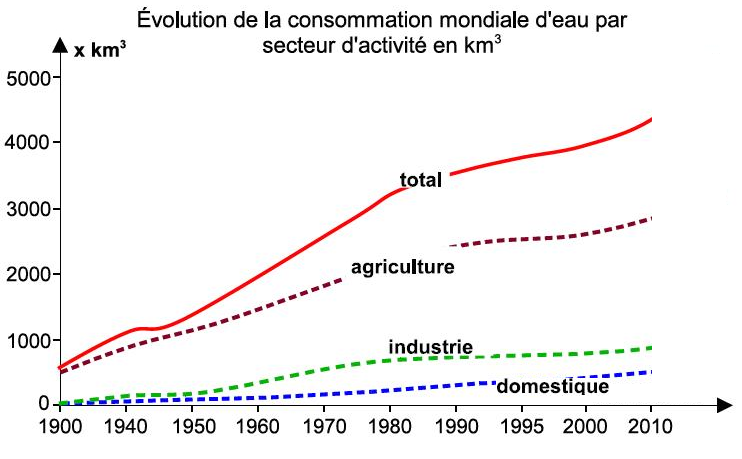 Évolution de la consommation mondiale d'eau par
secteur d'activité en km³
x km³
5000
4000
3000
2000
1000
0
total
agriculture
industrie
domestique
1900 1940 1950 1960 1970 1980 1990 1995 2000 2010